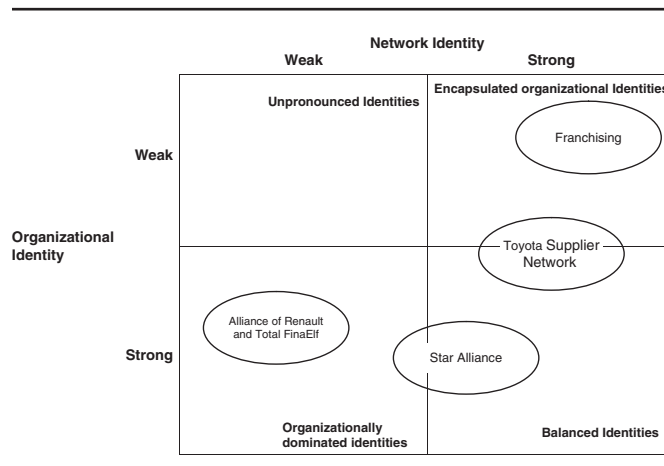 Network Identity
Weak Strong
Unpronounced Identities
Encapsulated organizational Identities
Franchising
Weak
Organizational
Identity
Toyota Supplier
Network
Alliance of Renault
and Total FinaElf
Star Alliance
Strong
Organizationally
dominated identities
Balanced Identities